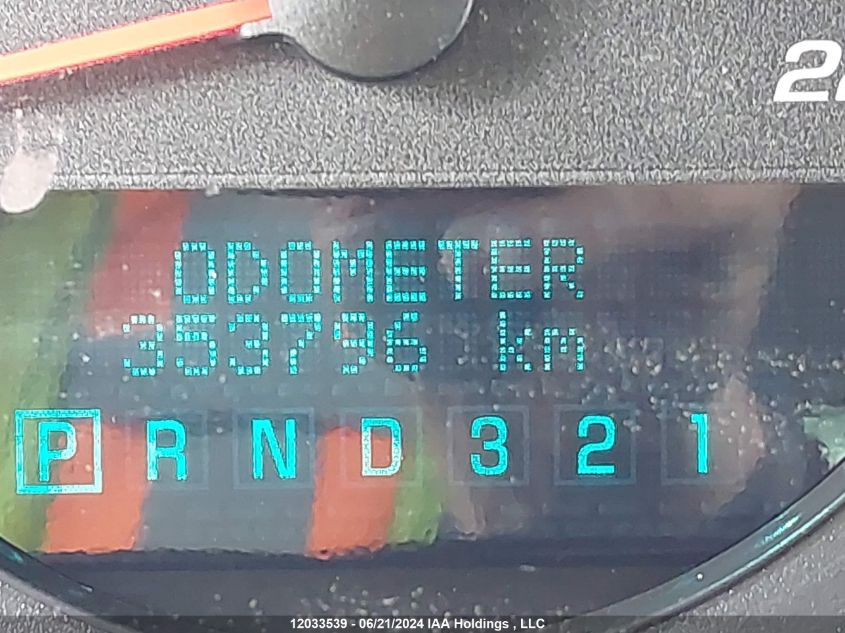 ODOMETER
353796 km
P R N D 3 2 1
12033539 - 06/21/2024 IAA Holdings , LLC